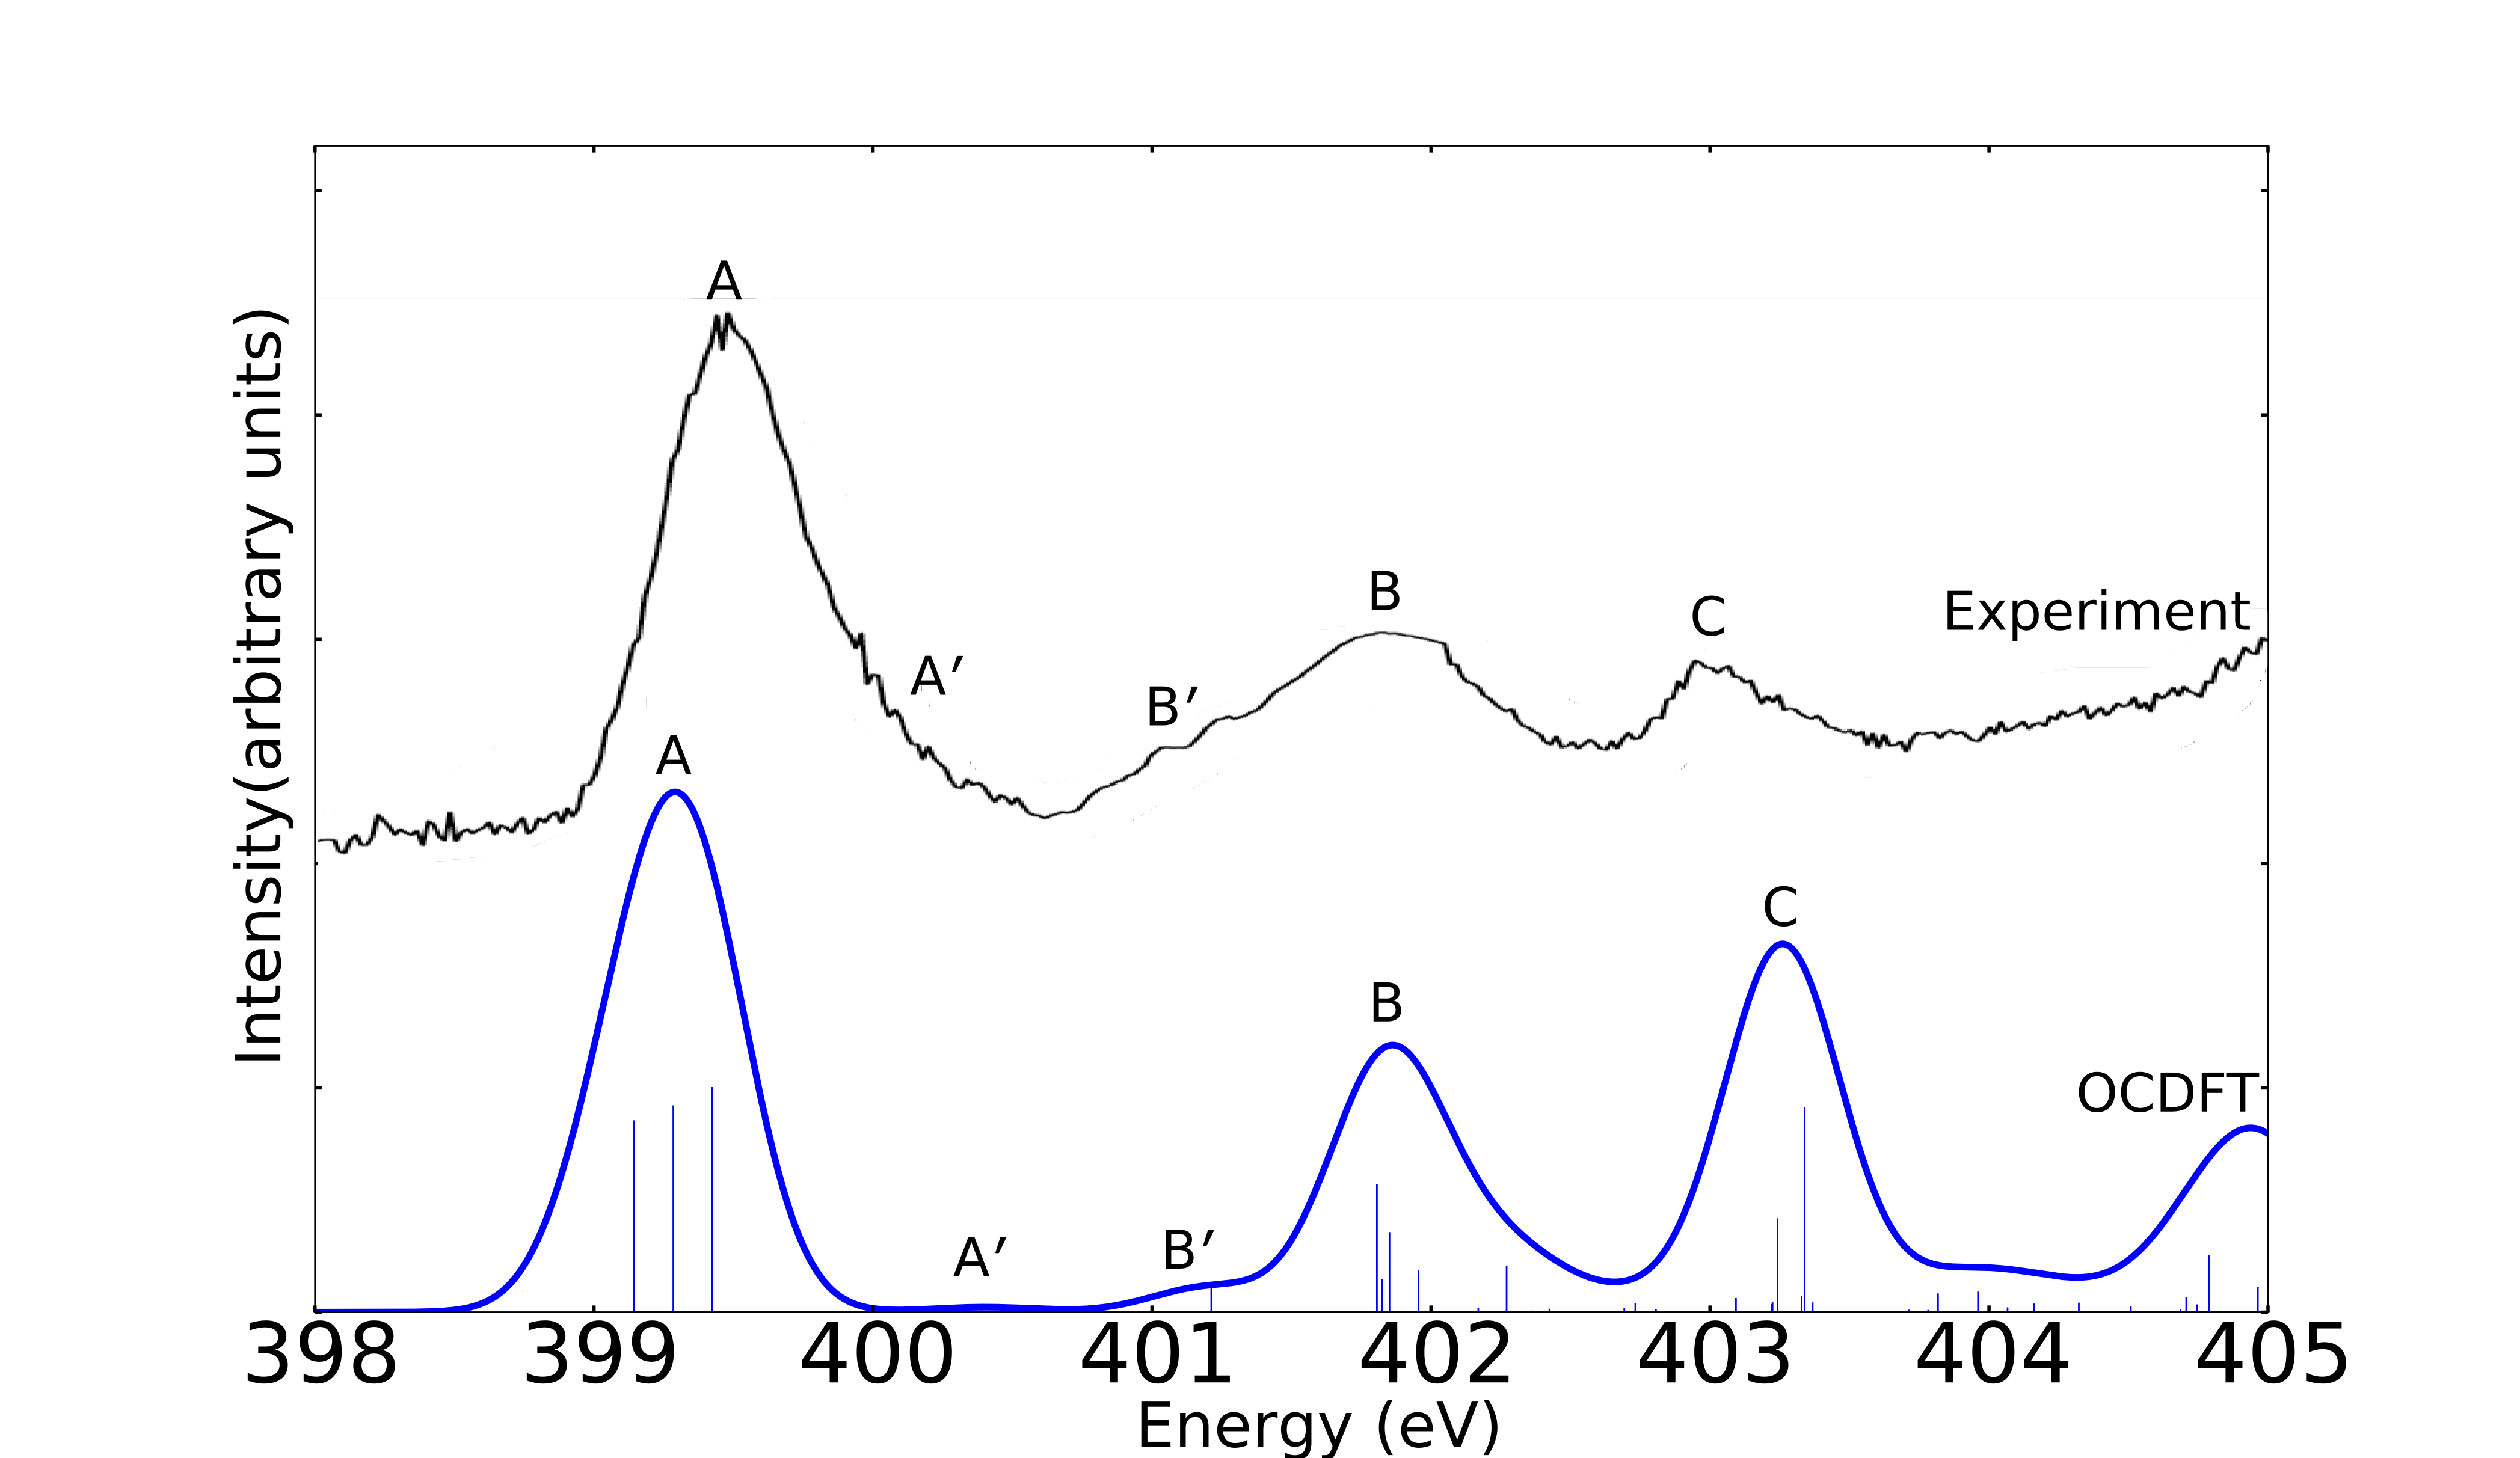 Intensity(arbitrary units)
A
A′
B′
B
C
Experiment
A
A′
B′
B
C
OCDFT
398 399 400 401 402 403 404 405
Energy (eV)